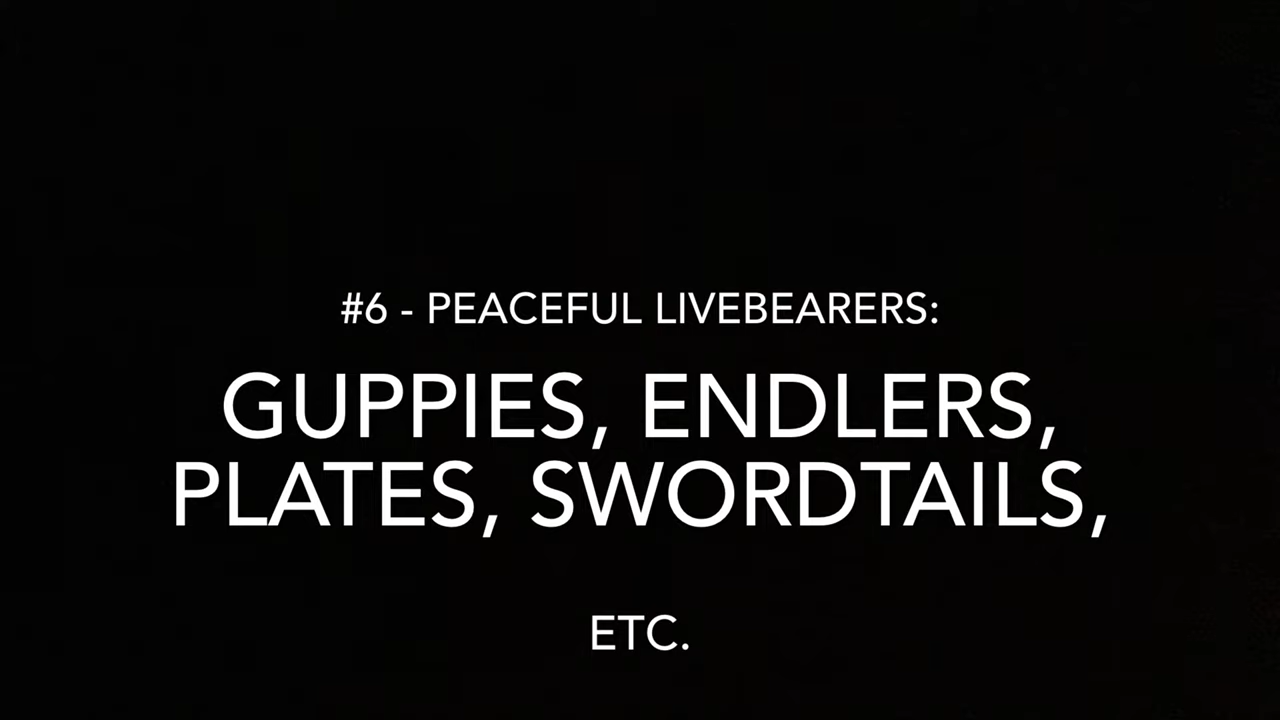 #6 - PEACEFUL LIVEBEARERS:
GUPPIES, ENDLERS,
PLATES, SWORDTAILS,
ETC.